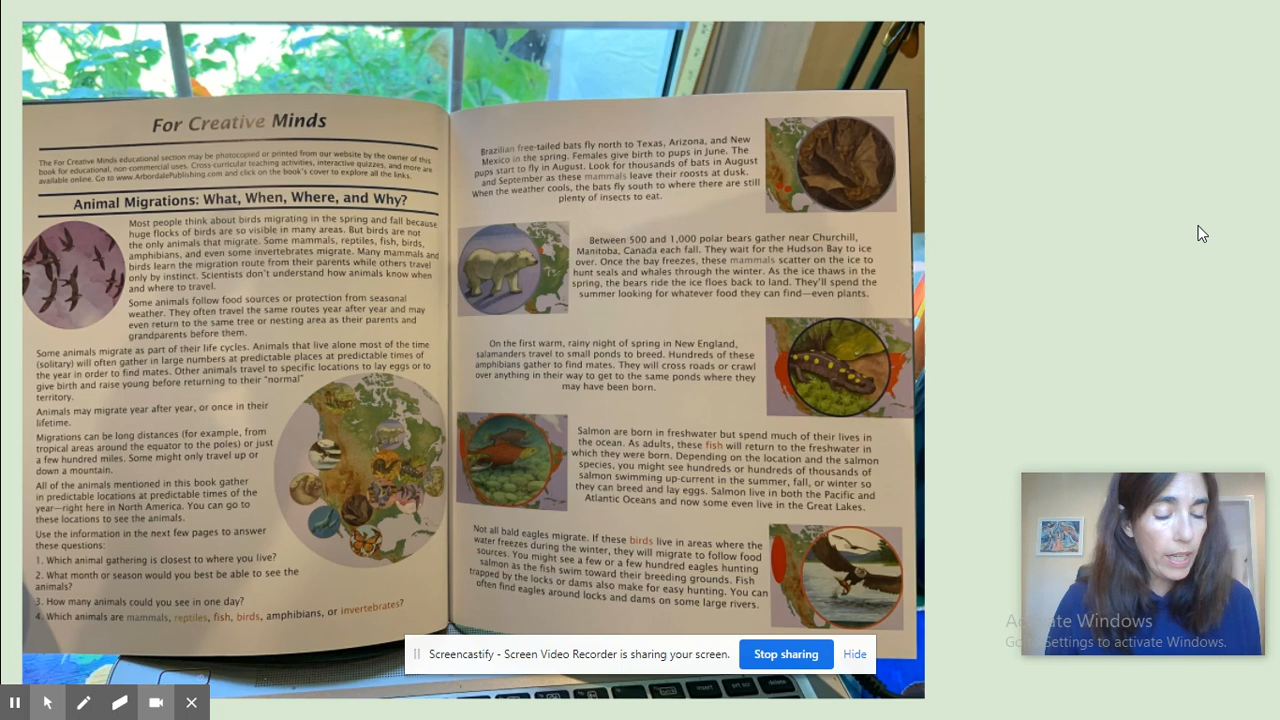 For Creative Minds
The For Creative Minds educational section may be photocopied or printed from our website by the owner of this
book for educational, non-commercial uses. Cross-curricular teaching activities, interactive quizzes, and more are
available online. Go to www.ArbordalePublishing.com and click on the book's cover to explore all the links.
Animal Migrations: What, When, Where, and Why?
Most people think about birds migrating in the spring and fall because
huge flocks of birds are so visible in many areas. But birds are not
the only animals that migrate. Some mammals, reptiles, fish, birds,
amphibians, and even some invertebrates migrate. Many mammals and
birds learn the migration route from their parents while others travel
only by instinct. Scientists don't understand how animals know when
and where to travel.
Some animals follow food sources or protection from seasonal
weather. They often travel the same routes year after year and may
even return to the same tree or nesting area as their parents and
grandparents before them.
Some animals migrate as part of their life cycles. Animals that live alone most of the time
(solitary) will often gather in large numbers at predictable places at predictable times of
the year in order to find mates. Other animals travel to specific locations to lay eggs or to
give birth and raise young before returning to their "normal"
territory.
Animals may migrate year after year, or once in their
lifetime.
Migrations can be long distances (for example, from
tropical areas around the equator to the poles) or just
a few hundred miles. Some might only travel up or
down a mountain.
All of the animals mentioned in this book gather
in predictable locations at predictable times of the
year—right here in North America. You can go to
these locations to see the animals.
Use the information in the next few pages to answer
these questions:
1. Which animal gathering is closest to where you live?
2. What month or season would you best be able to see the
animals?
3. How many animals could you see in one day?
4. Which animals are mammals, reptiles, fish, birds, amphibians, or invertebrates?
Brazilian free-tailed bats fly north to Texas, Arizona, and New
Mexico in the spring. Females give birth to pups in June. The
pups start to fly in August. Look for thousands of bats in August
and September as these mammals leave their roosts at dusk.
When the weather cools, the bats fly south to where there are still
plenty of insects to eat.
Between 500 and 1,000 polar bears gather near Churchill,
Manitoba, Canada each fall. They wait for the Hudson Bay to ice
over. Once the bay freezes, these mammals scatter on the ice to
hunt seals and whales through the winter. As the ice thaws in the
spring, the bears ride the ice floes back to land. They'll spend the
summer looking for whatever food they can find—even plants.
On the first warm, rainy night of spring in New England,
salamanders travel to small ponds to breed. Hundreds of these
amphibians gather to find mates. They will cross roads or crawl
over anything in their way to get to the same ponds where they
may have been born.
Salmon are born in freshwater but spend much of their lives in
the ocean. As adults, these fish will return to the freshwater in
which they were born. Depending on the location and the salmon
species, you might see hundreds or hundreds of thousands of
salmon swimming up-current in the summer, fall, or winter so
they can breed and lay eggs. Salmon live in both the Pacific and
Atlantic Oceans and now some even live in the Great Lakes.
Not all bald eagles migrate. If these birds live in areas where the
water freezes during the winter, they will migrate to follow food
sources. You might see a few or a few hundred eagles hunting
salmon as the fish swim toward their breeding grounds. Fish
trapped by the locks or dams also make for easy hunting. You can
often find eagles around locks and dams on some large rivers.
Screencastify - Screen Video Recorder is sharing your screen.
Stop sharing
Hide
insert
prt sc
delete
Activate Windows
Go to Settings to activate Windows.